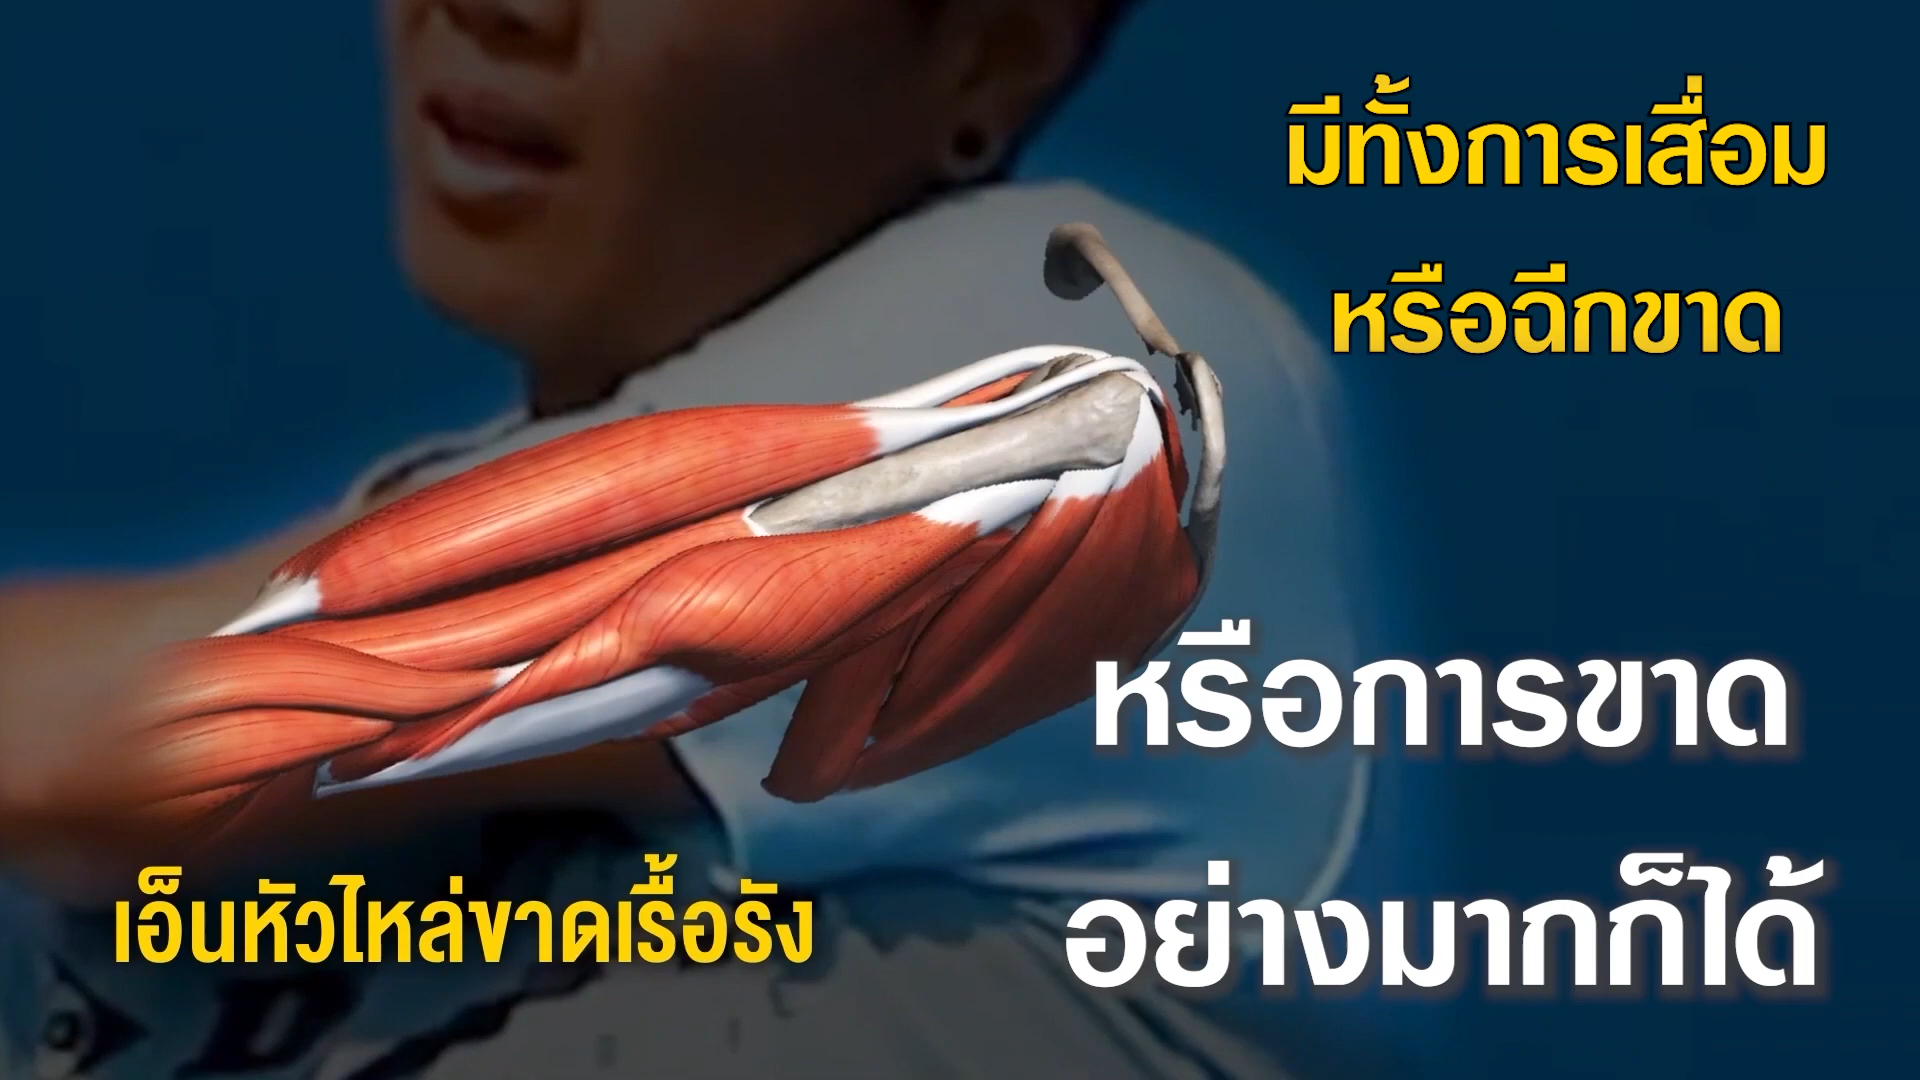 มีทั้งการเสื่อม
หรือฉีกขาด
หรือการขาด
อย่างมากก็ได้
เอ็นหัวไหล่ขาดเรื้อรัง